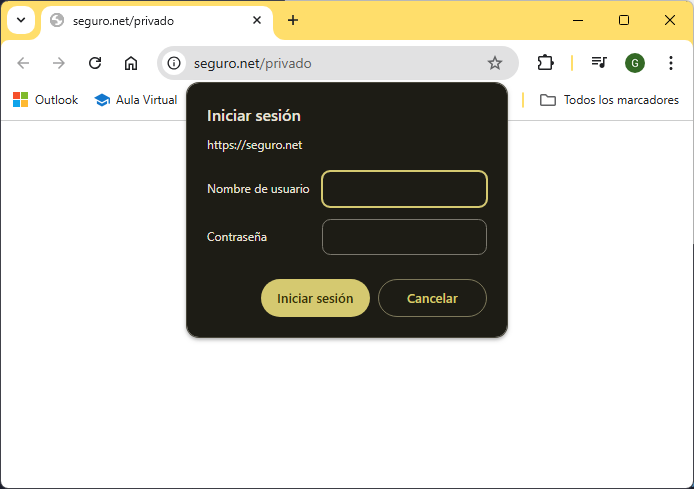 seguro.net/privado
seguro.net/privado
G
Outlook
Aula Virtual
Todos los marcadores
Iniciar sesión
https://seguro.net
Nombre de usuario
Contraseña
Iniciar sesión
Cancelar